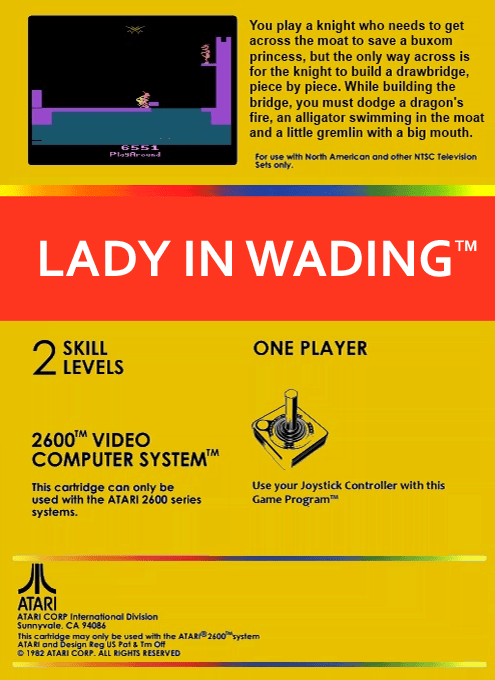 You play a knight who needs to get
across the moat to save a buxom
princess, but the only way across is
for the knight to build a drawbridge,
piece by piece. While building the
bridge, you must dodge a dragon's
fire, an alligator swimming in the moat
and a little gremlin with a big mouth.
For use with North American and other NTSC Television
Sets only.
6551
PlayAround
LADY IN WADING™
2 SKILL
LEVELS
ONE PLAYER
2600™ VIDEO
COMPUTER SYSTEM™
This cartridge can only be
used with the ATARI 2600 series
systems.
Use your Joystick Controller with this
Game Program™
ATARI
ATARI CORP International Division
Sunnyvale, CA 94086
This cartridge may only be used with the ATARI® 2600™ system
ATARI and Design Reg US Pat & Tm Off
© 1982 ATARI CORP. ALL RIGHTS RESERVED